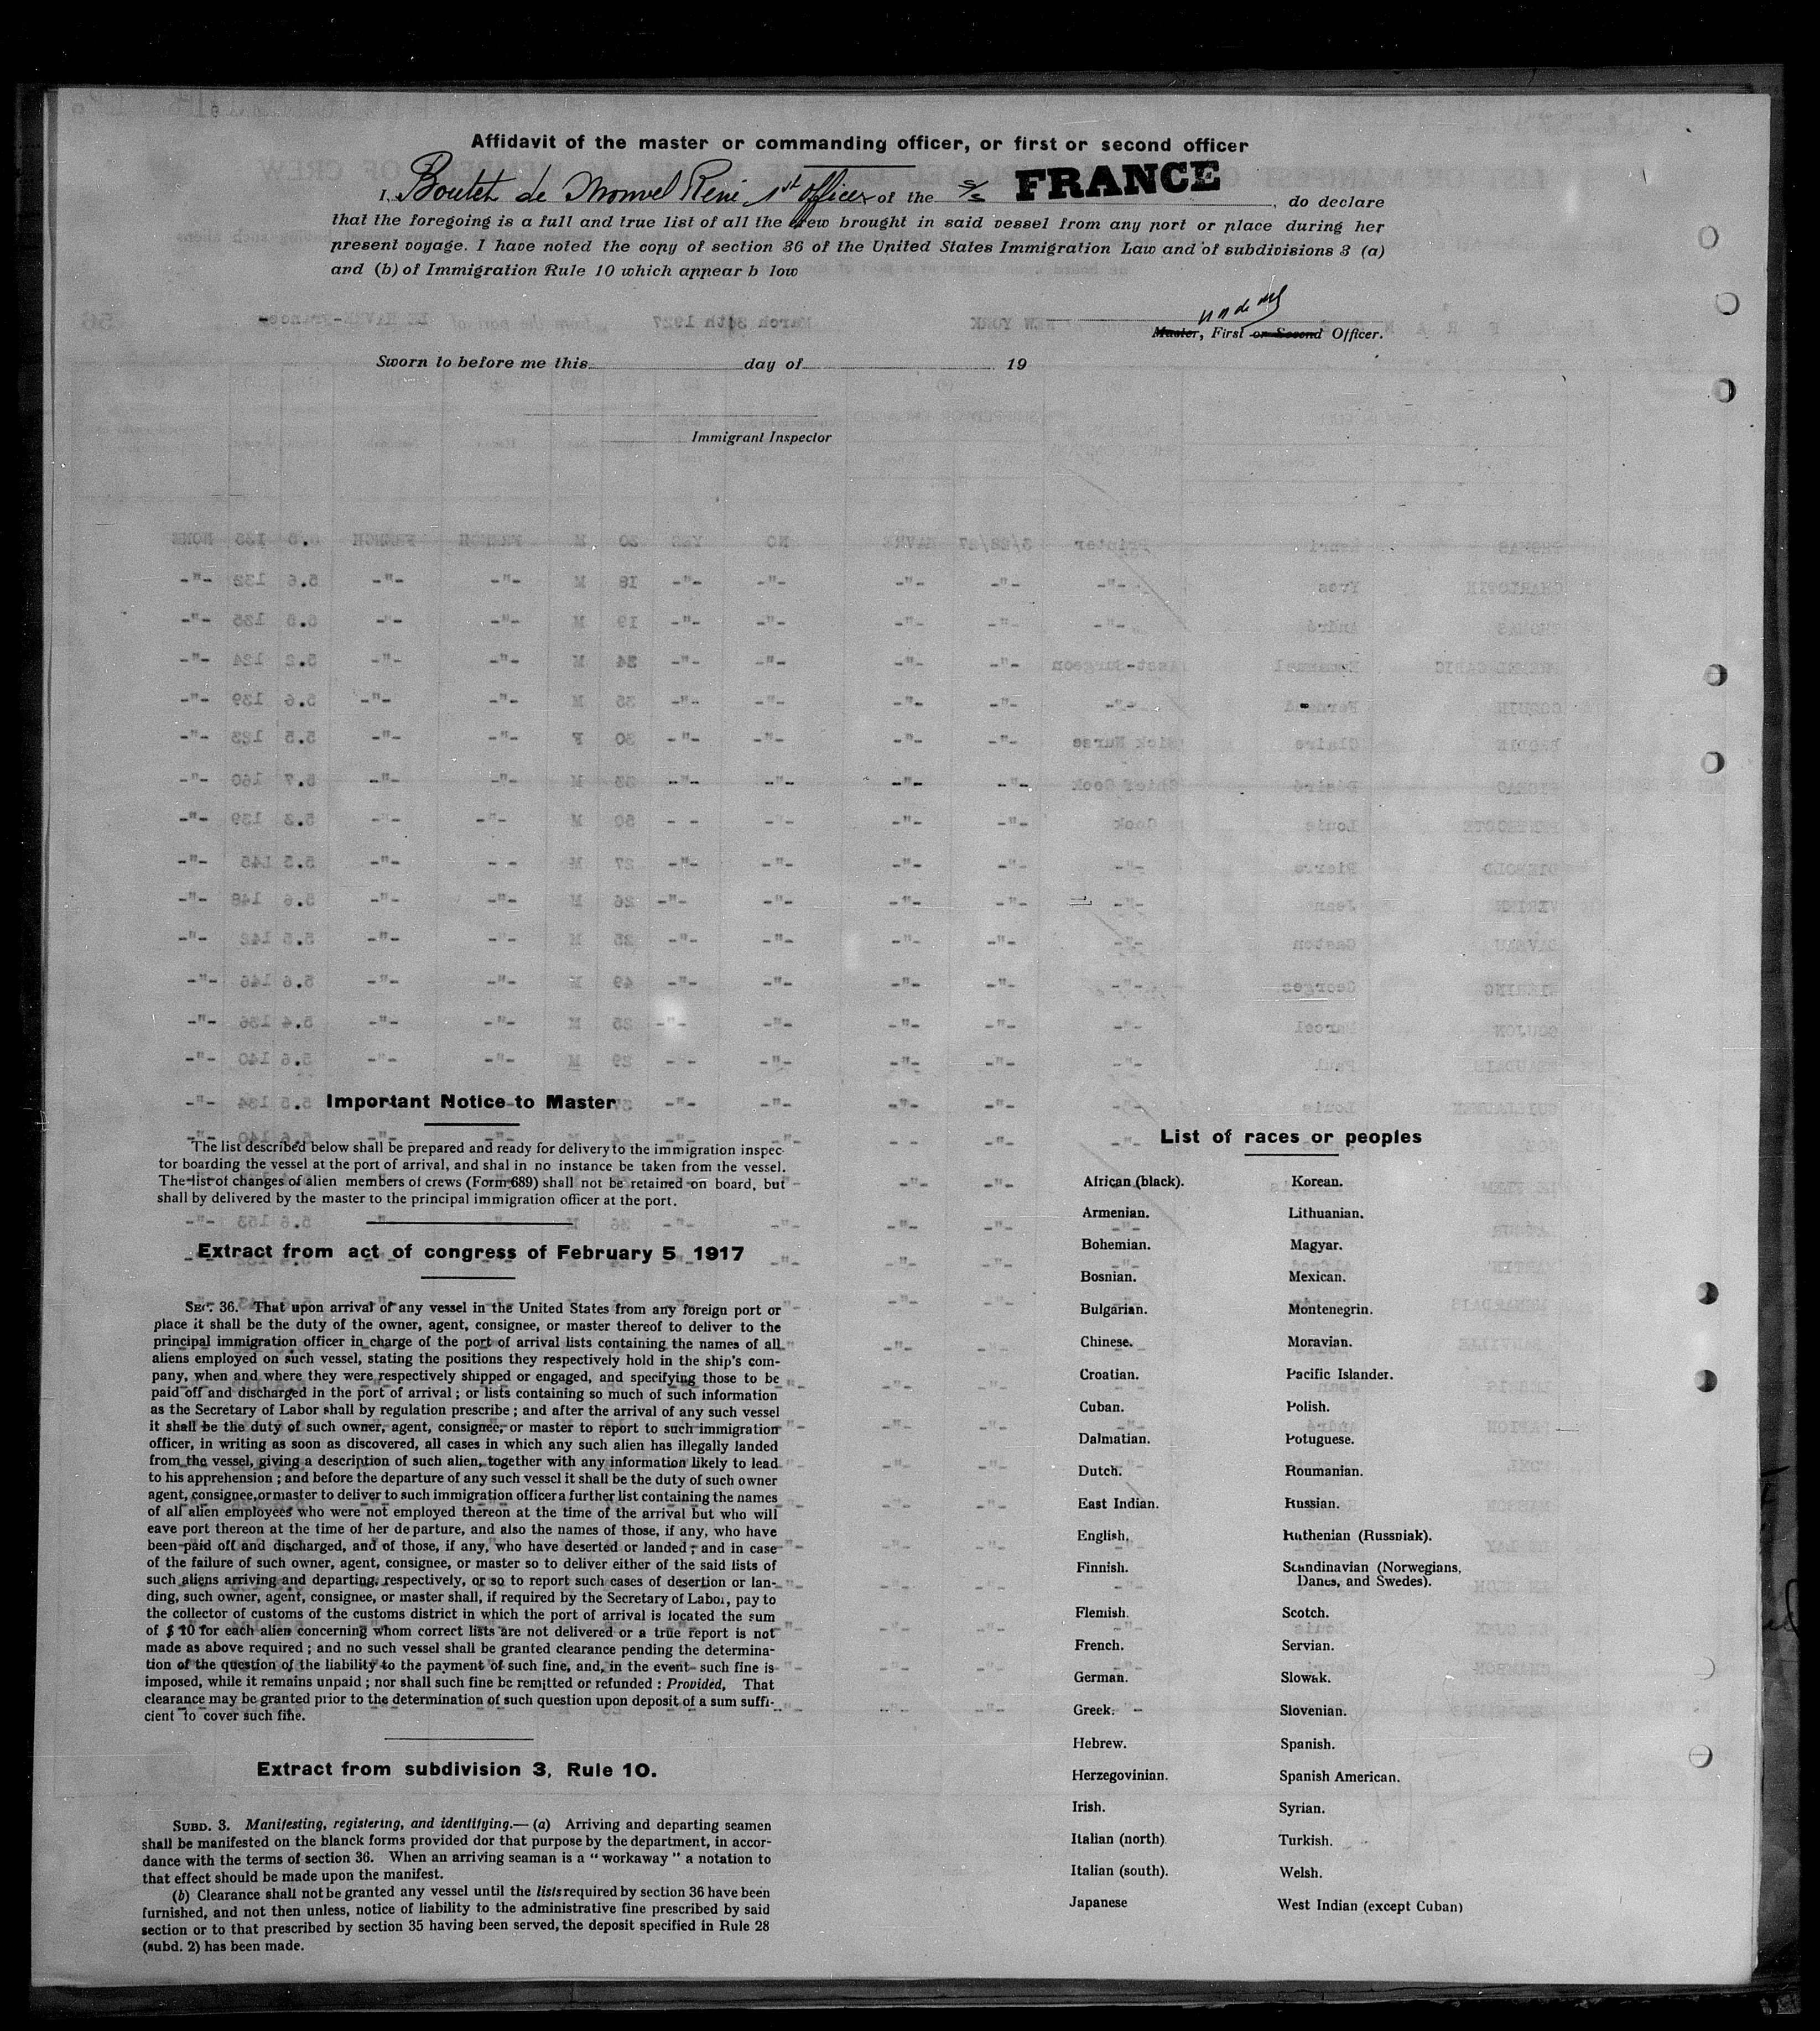 Affidavit of the master or commanding officer, or first or second officer
I, Boutet de Monvel René 1st officer of the S/S FRANCE, do declare
that the foregoing is a full and true list of all the crew brought in said vessel from any port or place during her
present voyage. I have noted the copy of section 36 of the United States Immigration Law and of subdivisions 3 (a)
and (b) of Immigration Rule 10 which appear b low
Master, First or Second Officer.
Sworn to before me this day of 19
Immigrant Inspector
Important Notice to Master
The list described below shall be prepared and ready for delivery to the immigration inspec-
tor boarding the vessel at the port of arrival, and shal in no instance be taken from the vessel.
The list of changes of alien members of crews (Form 689) shall not be retained on board, but
shall by delivered by the master to the principal immigration officer at the port.
Extract from act of congress of February 5 1917
SEC. 36. That upon arrival of any vessel in the United States from any foreign port or
place it shall be the duty of the owner, agent, consignee, or master thereof to deliver to the
principal immigration officer in charge of the port of arrival lists containing the names of all
aliens employed on such vessel, stating the positions they respectively hold in the ship's com-
pany, when and where they were respectively shipped or engaged, and specifying those to be
paid off and discharged in the port of arrival; or lists containing so much of such information
as the Secretary of Labor shall by regulation prescribe; and after the arrival of any such vessel
it shall be the duty of such owner, agent, consignee, or master to report to such immigration
officer, in writing as soon as discovered, all cases in which any such alien has illegally landed
from the vessel, giving a description of such alien, together with any information likely to lead
to his apprehension; and before the departure of any such vessel it shall be the duty of such owner
agent, consignee, or master to deliver to such immigration officer a further list containing the names
of all alien employees who were not employed thereon at the time of the arrival but who will
eave port thereon at the time of her departure, and also the names of those, if any, who have
been paid off and discharged, and of those, if any, who have deserted or landed; and in case
of the failure of such owner, agent, consignee, or master so to deliver either of the said lists of
such aliens arriving and departing, respectively, or so to report such cases of desertion or lan-
ding, such owner, agent, consignee, or master shall, if required by the Secretary of Labor, pay to
the collector of customs of the customs district in which the port of arrival is located the sum
of $ 10 for each alien concerning whom correct lists are not delivered or a true report is not
made as above required; and no such vessel shall be granted clearance pending the determina-
tion of the question of the liability to the payment of such fine, and, in the event such fine is
imposed, while it remains unpaid; nor shall such fine be remitted or refunded: Provided, That
clearance may be granted prior to the determination of such question upon deposit of a sum suffi-
cient to cover such fine.
Extract from subdivision 3, Rule 10.
SUBD. 3. Manifesting, registering, and identifying.— (a) Arriving and departing seamen
shall be manifested on the blanck forms provided dor that purpose by the department, in accor-
dance with the terms of section 36. When an arriving seaman is a “ workaway ” a notation to
that effect should be made upon the manifest.
(b) Clearance shall not be granted any vessel until the lists required by section 36 have been
furnished, and not then unless, notice of liability to the administrative fine prescribed by said
section or to that prescribed by section 35 having been served, the deposit specified in Rule 28
(subd. 2) has been made.
List of races or peoples
African (black).
Armenian.
Bohemian.
Bosnian.
Bulgarian.
Chinese.
Croatian.
Cuban.
Dalmatian.
Dutch.
East Indian.
English.
Finnish.
Flemish.
French.
German.
Greek.
Hebrew.
Herzegovinian.
Irish.
Italian (north)
Italian (south).
Japanese
Korean.
Lithuanian.
Magyar.
Mexican.
Montenegrin.
Moravian.
Pacific Islander.
Polish.
Potuguese.
Roumanian.
Russian.
Ruthenian (Russniak).
Scandinavian (Norwegians,
Danes, and Swedes).
Scotch.
Servian.
Slowak.
Slovenian.
Spanish.
Spanish American.
Syrian.
Turkish.
Welsh.
West Indian (except Cuban)